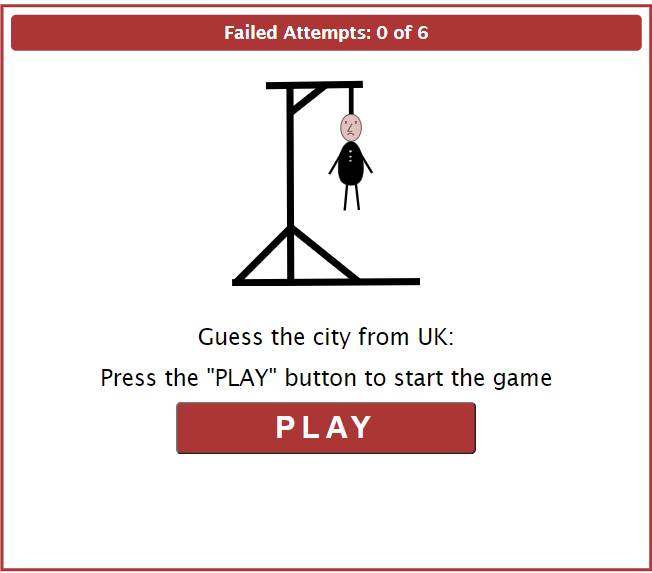 Failed Attempts: 0 of 6
Guess the city from UK:
Press the "PLAY" button to start the game
PLAY